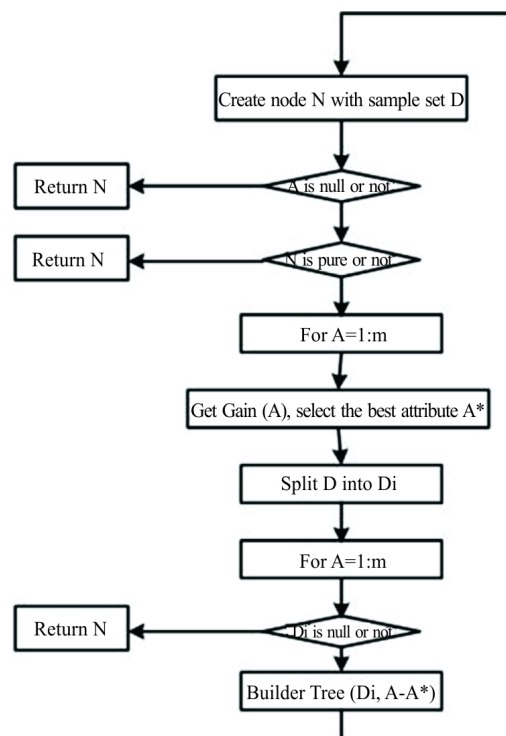 Create node N with sample set D
Return N
A is null or not
Return N
N is pure or not
For A=1:m
Get Gain (A), select the best attribute A*
Split D into Di
For A=1:m
Return N
Di is null or not
Builder Tree (Di, A-A*)